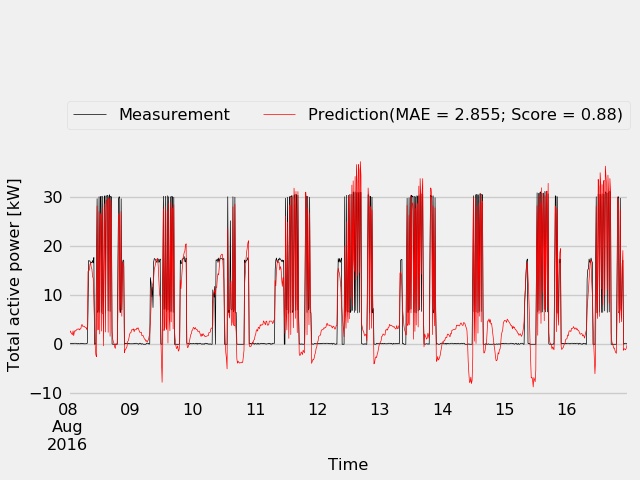 Measurement
Prediction(MAE = 2.855; Score = 0.88)
Total active power [kW]
30
20
10
0
−10
08 09 10 11 12 13 14 15 16
Aug
2016
Time